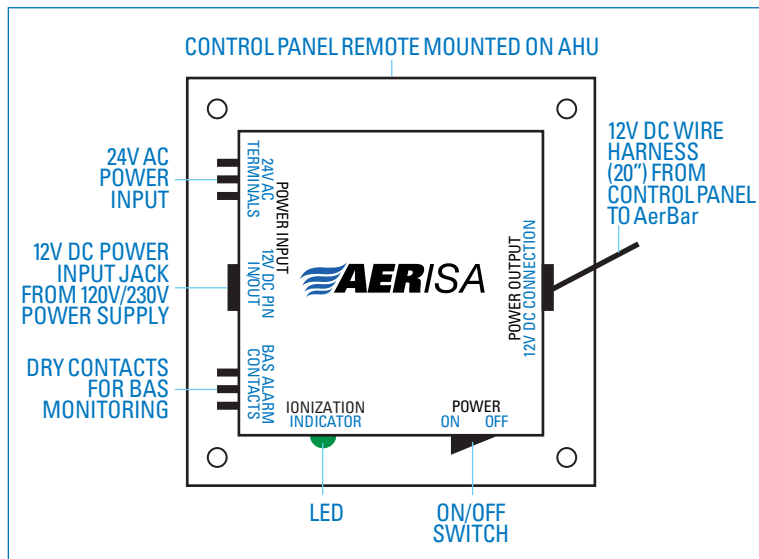 CONTROL PANEL REMOTE MOUNTED ON AHU
24V AC
POWER
INPUT
12V DC POWER
INPUT JACK
FROM 120V/230V
POWER SUPPLY
DRY CONTACTS
FOR BAS
MONITORING
24V AC
TERMINALS
POWER INPUT
12V DC PIN
IN/OUT
BAS ALARM
CONTACTS
AERISA
POWER OUTPUT
12V DC CONNECTION
12V DC WIRE
HARNESS
(20”) FROM
CONTROL PANEL
TO AerBar
IONIZATION
INDICATOR
POWER
ON OFF
LED
ON/OFF
SWITCH